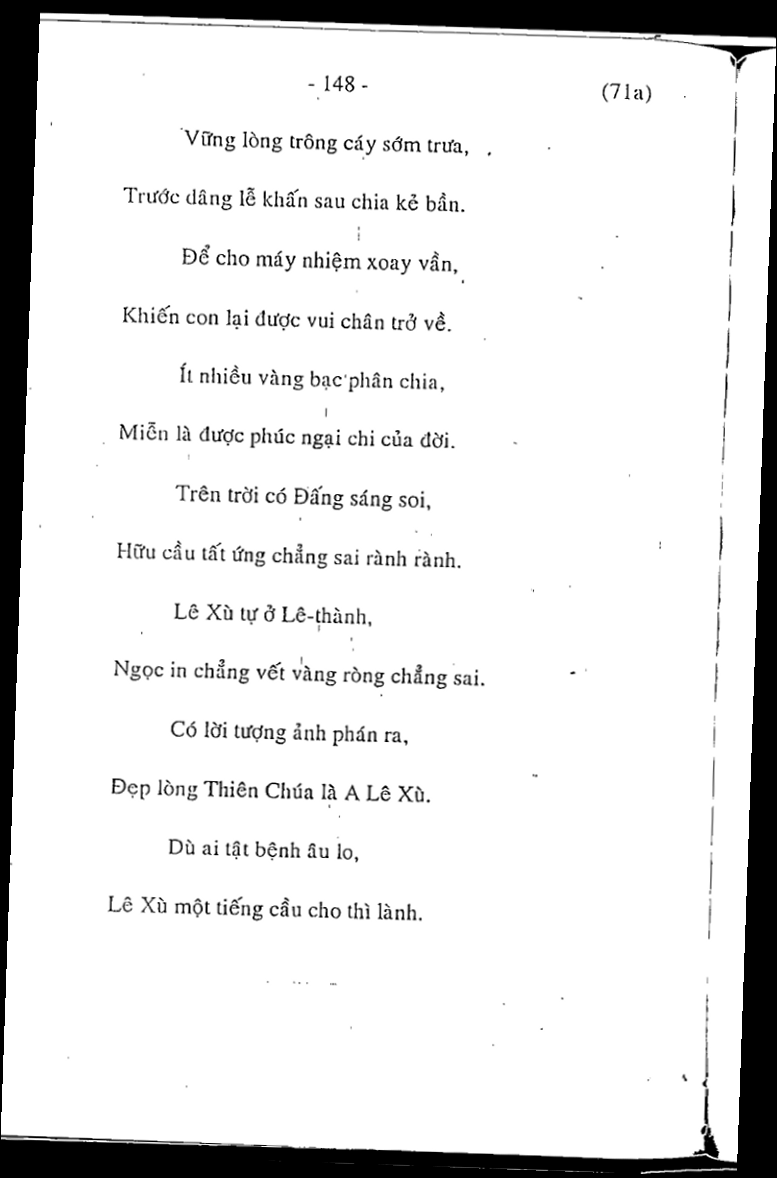 - 148 -
(71a)
Vững lòng trông cáy sớm trưa,
Trước dâng lễ khấn sau chia kẻ bần.
Để cho máy nhiệm xoay vần,
Khiến con lại được vui chân trở về.
Ít nhiều vàng bạc phân chia,
Miễn là được phúc ngại chi của đời.
Trên trời có Đấng sáng soi,
Hữu cầu tất ứng chẳng sai rành rành.
Lê Xù tự ở Lê-thành,
Ngọc in chẳng vết vàng ròng chẳng sai.
Có lời tượng ảnh phán ra,
Đẹp lòng Thiên Chúa là A Lê Xù.
Dù ai tật bệnh âu lo,
Lê Xù một tiếng cầu cho thì lành.